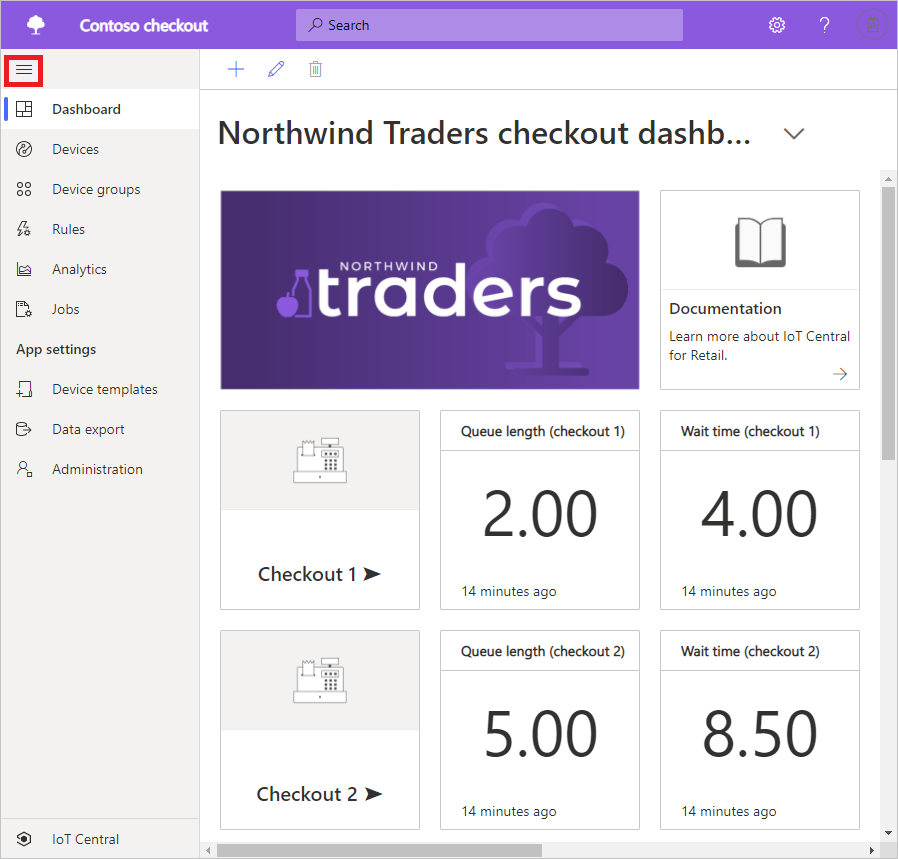 Contoso checkout
Search
Dashboard
Devices
Device groups
Rules
Analytics
Jobs
App settings
Device templates
Data export
Administration
IoT Central
Northwind Traders checkout dashb...
NORTHWIND
traders
Documentation
Learn more about IoT Central
for Retail.
Checkout 1 ➤
Queue length (checkout 1)
2.00
14 minutes ago
Wait time (checkout 1)
4.00
14 minutes ago
Checkout 2 ➤
Queue length (checkout 2)
5.00
14 minutes ago
Wait time (checkout 2)
8.50
14 minutes ago